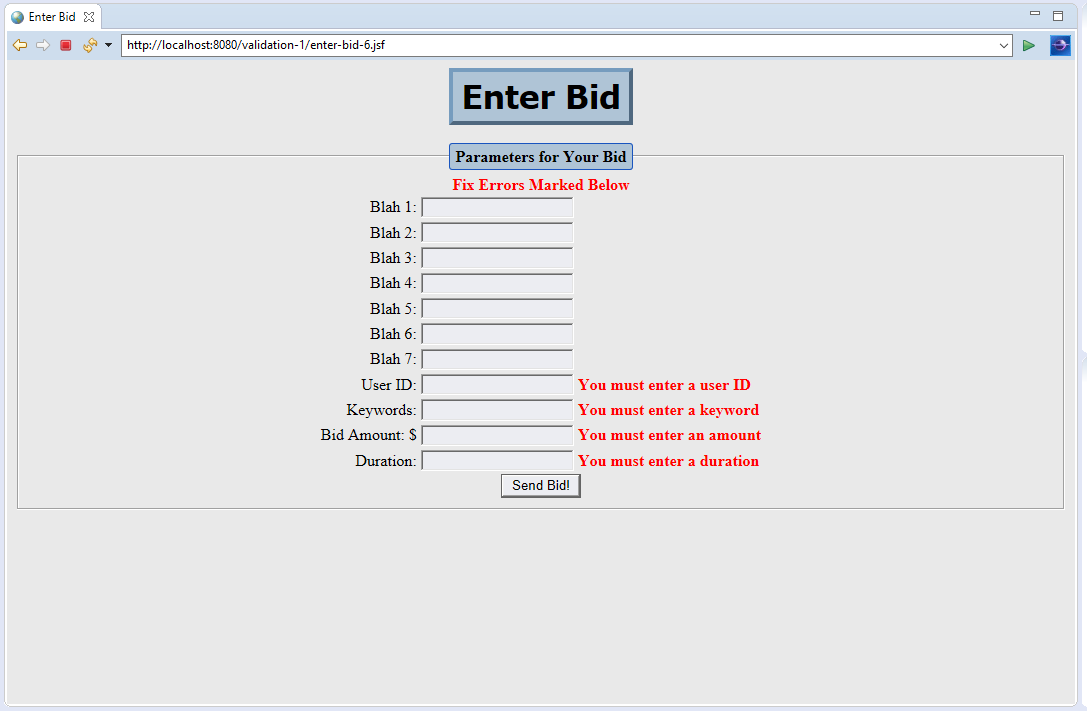 Enter Bid
http://localhost:8080/validation-1/enter-bid-6.jsf
Enter Bid
Parameters for Your Bid
Fix Errors Marked Below
Blah 1:
Blah 2:
Blah 3:
Blah 4:
Blah 5:
Blah 6:
Blah 7:
User ID: You must enter a user ID
Keywords: You must enter a keyword
Bid Amount: $ You must enter an amount
Duration: You must enter a duration
Send Bid!